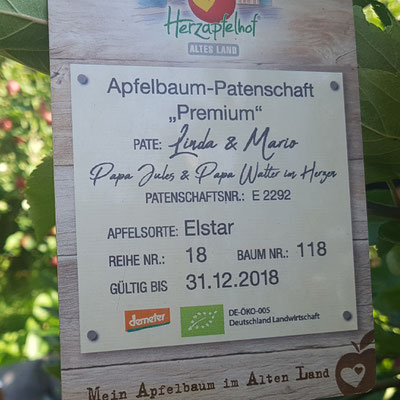 Herzapfelhof
ALTES LAND
Apfelbaum-Patenschaft
„Premium“
PATE: Linda & Mario
Papa Jules & Papa Walter im Herzen
PATENSCHAFTSNR.: E 2292
APFELSORTE: Elstar
REIHE NR.: 18 BAUM NR.: 118
GÜLTIG BIS 31.12.2018
demeter
DE-ÖKO-005
Deutschland Landwirtschaft
Mein Apfelbaum im Alten Land